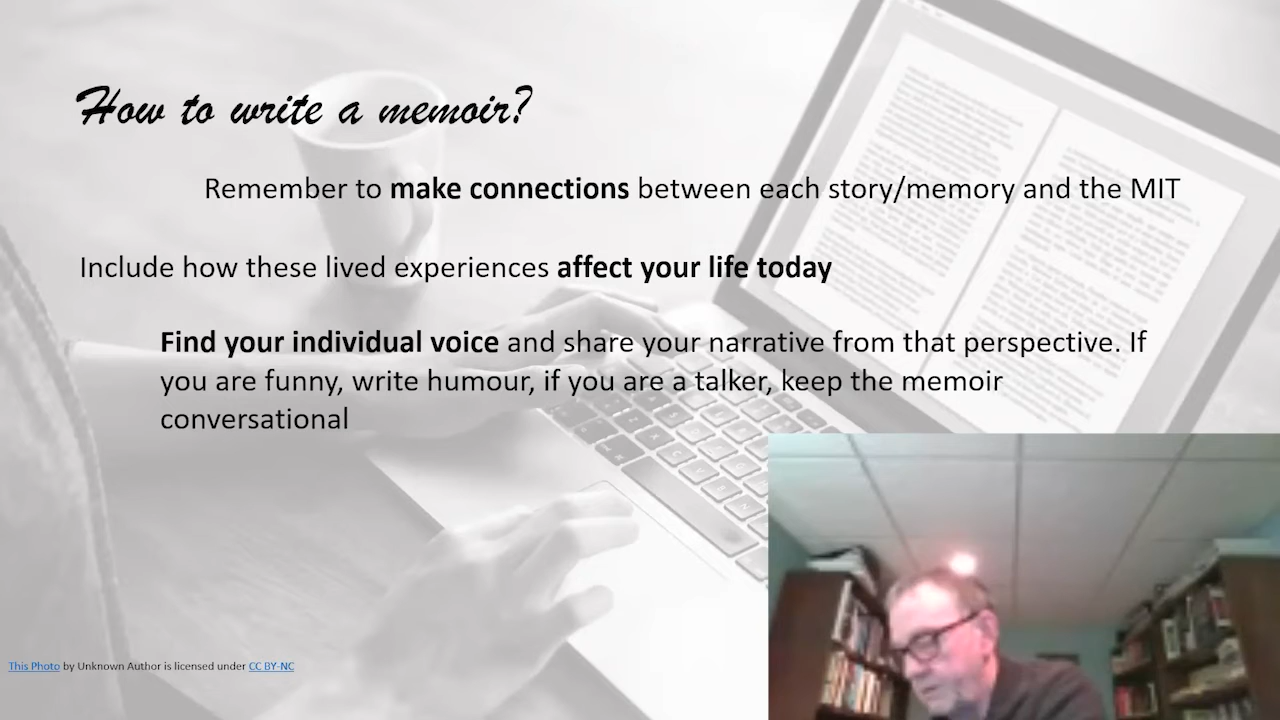 How to write a memoir?
Remember to make connections between each story/memory and the MIT
Include how these lived experiences affect your life today
Find your individual voice and share your narrative from that perspective. If
you are funny, write humour, if you are a talker, keep the memoir
conversational
This Photo by Unknown Author is licensed under CC BY-NC